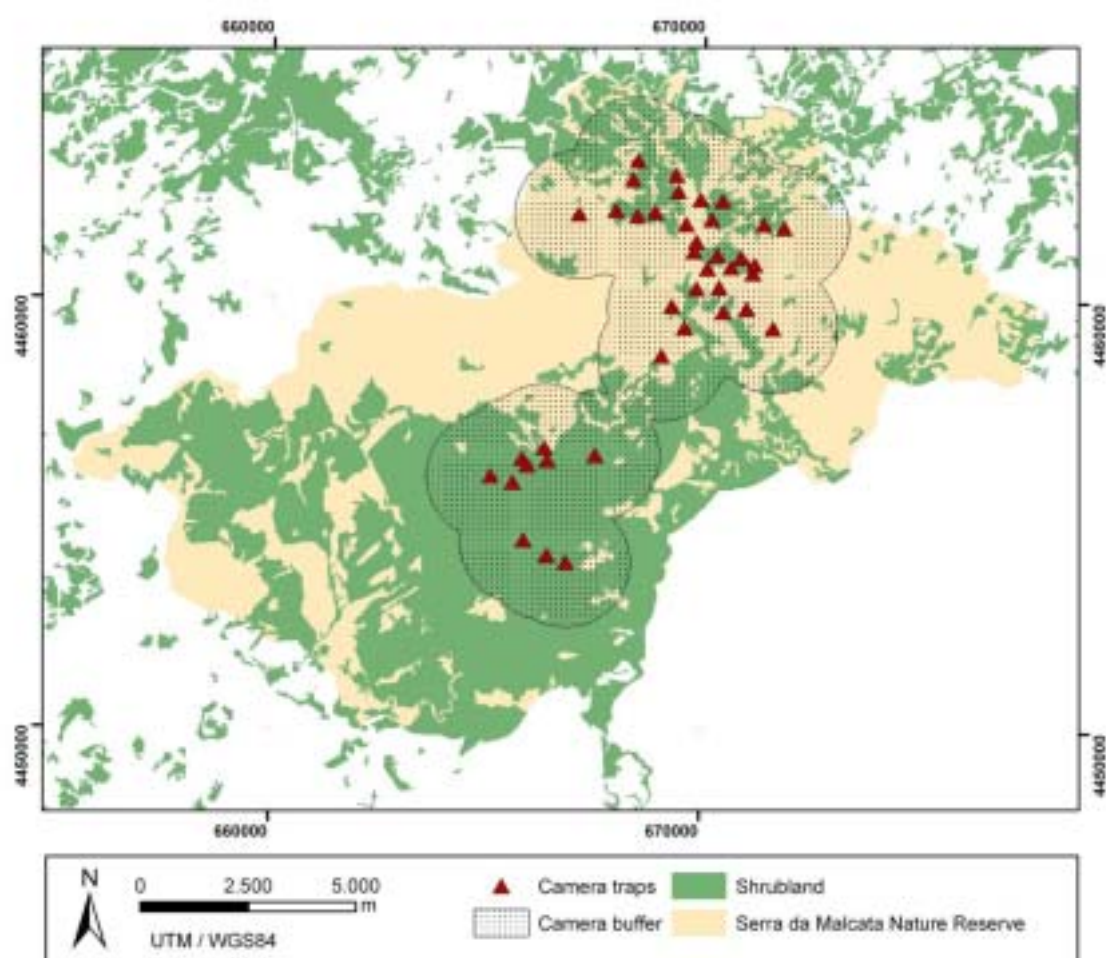 660000 670000
4460000 4460000
4450000 4450000
660000 670000
N 0 2.500 5.000
m
UTM / WGS84
Camera traps Shrubland
Camera buffer Serra da Malcata Nature Reserve